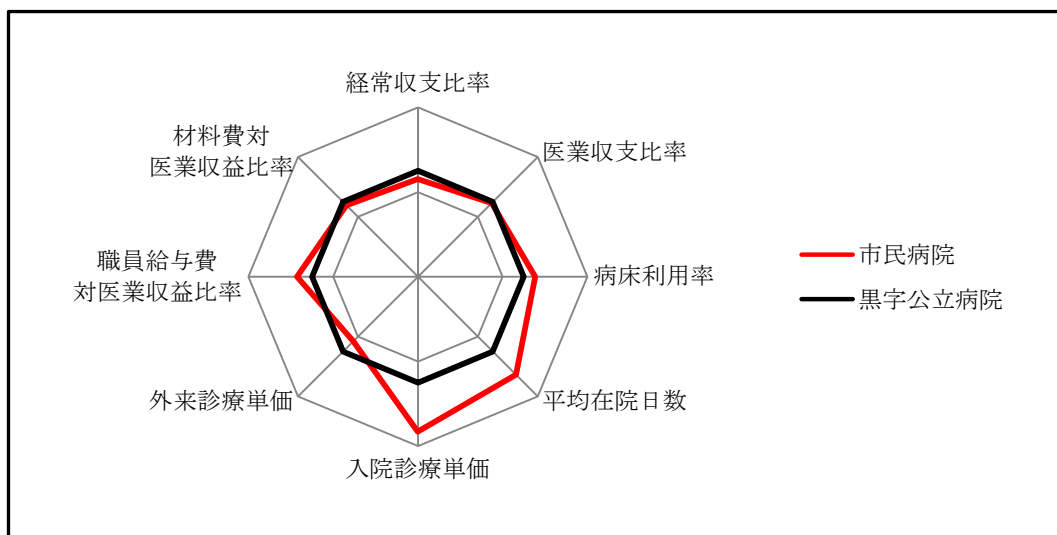 経常収支比率
医業収支比率
病床利用率
平均在院日数
入院診療単価
外来診療単価
職員給与費
対医業収益比率
材料費対
医業収益比率
市民病院
黒字公立病院